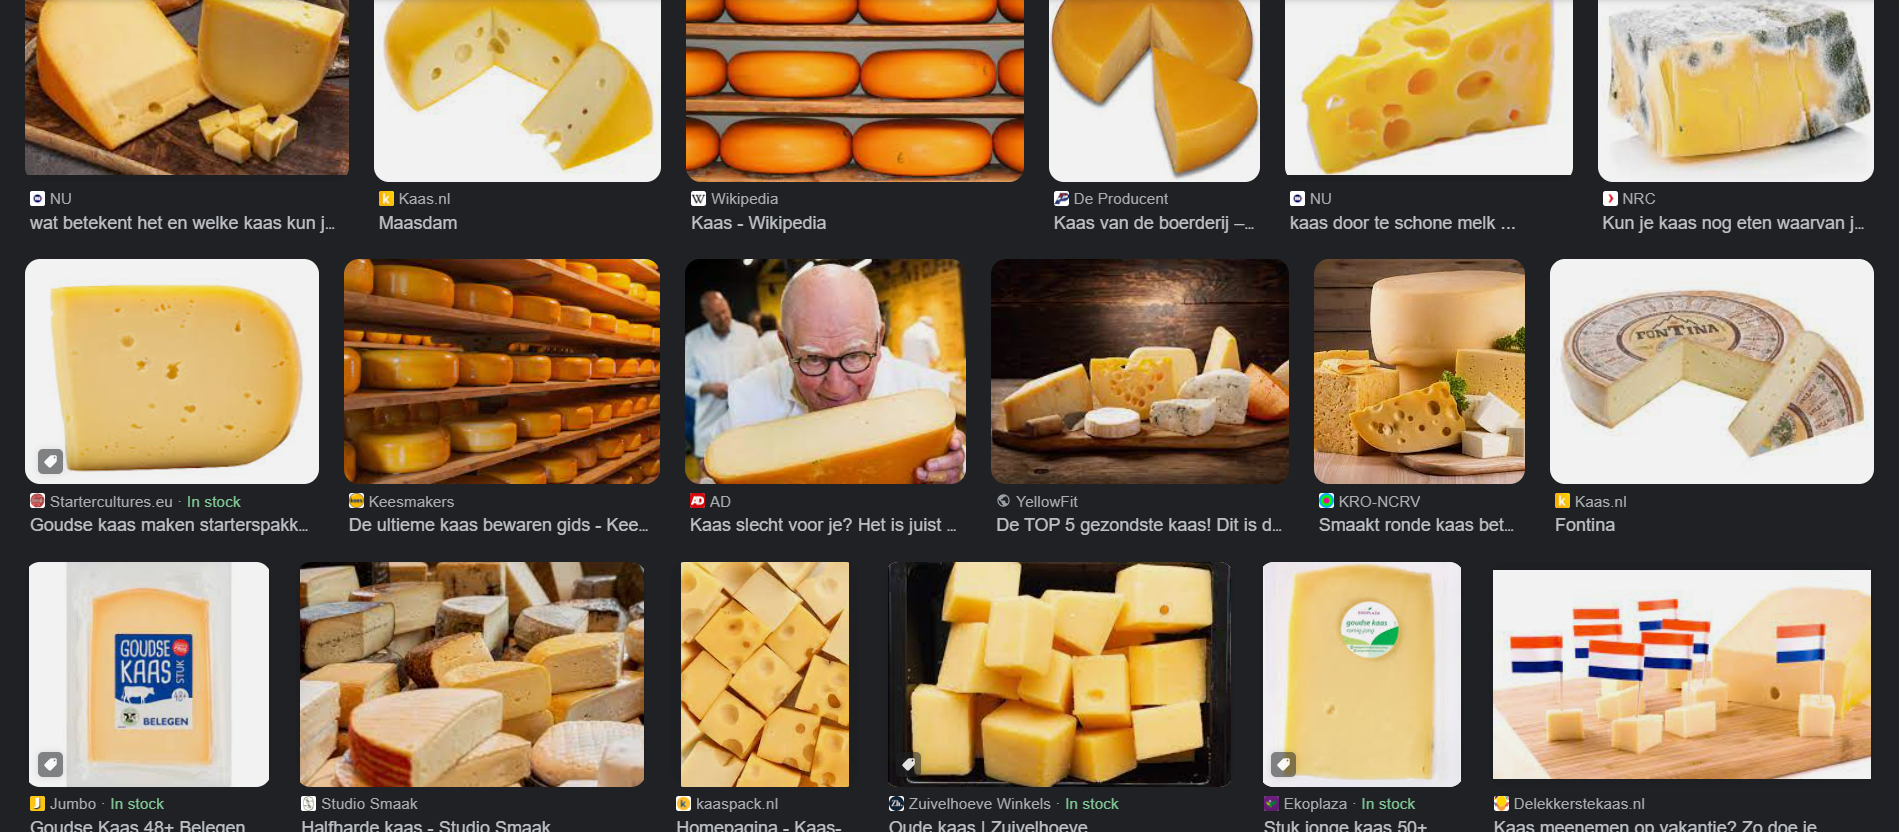 NU
wat betekent het en welke kaas kun j...
Kaas.nl
Maasdam
Wikipedia
Kaas - Wikipedia
De Producent
Kaas van de boerderij –...
NU
kaas door te schone melk ...
NRC
Kun je kaas nog eten waarvan j...
FONTINA
Startercultures.eu · In stock
Goudse kaas maken starterspakk...
Keesmakers
De ultieme kaas bewaren gids - Kee...
AD
Kaas slecht voor je? Het is juist ...
YellowFit
De TOP 5 gezondste kaas! Dit is d...
KRO-NCRV
Smaakt ronde kaas bet...
Kaas.nl
Fontina
GOUDSE
KAAS
STUK
48+
BELEGEN
EKOPLAZA
goudse kaas
romig jong
Jumbo · In stock
Goudse Kaas 48+ Belegen
Studio Smaak
Halfharde kaas - Studio Smaak
kaaspack.nl
Homepagina - Kaas-
Zuivelhoeve Winkels · In stock
Oude kaas | Zuivelhoeve
Ekoplaza · In stock
Stuk jonge kaas 50+
Delekkerstekaas.nl
Kaas meenemen op vakantie? Zo doe je